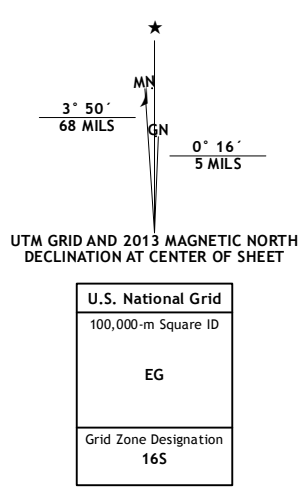 ★
MN
3° 50´
68 MILS
GN
0° 16´
5 MILS
UTM GRID AND 2013 MAGNETIC NORTH
DECLINATION AT CENTER OF SHEET
U.S. National Grid
100,000-m Square ID
EG
Grid Zone Designation
16S